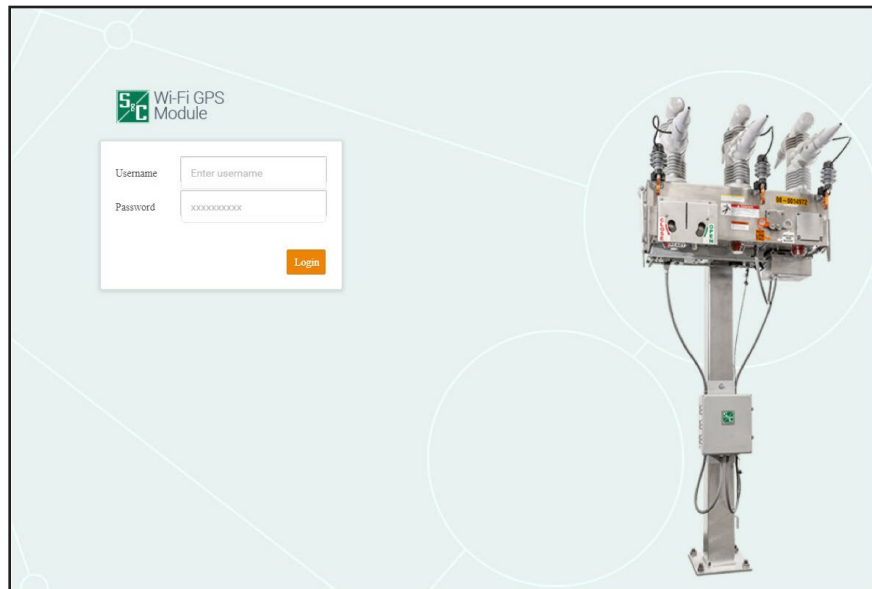 S&C Wi-Fi GPS
Module
Username
Enter username
Password
xxxxxxxxxx
Login